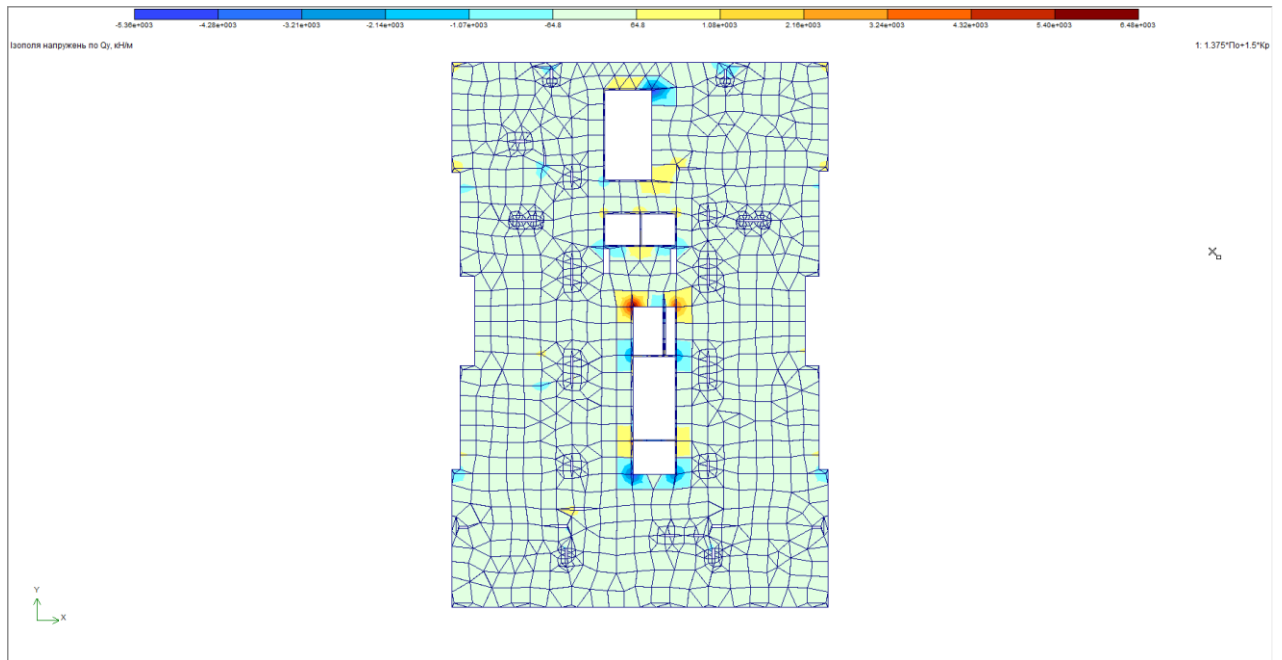 -5.36e+003 -4.28e+003 -3.21e+003 -2.14e+003 -1.07e+003 -64.8 64.8 1.08e+003 2.16e+003 3.24e+003 4.32e+003 5.40e+003 6.48e+003
Ізополя напружень по Qy, кН/м
1: 1.375*По+1.5*Кр
Y
X